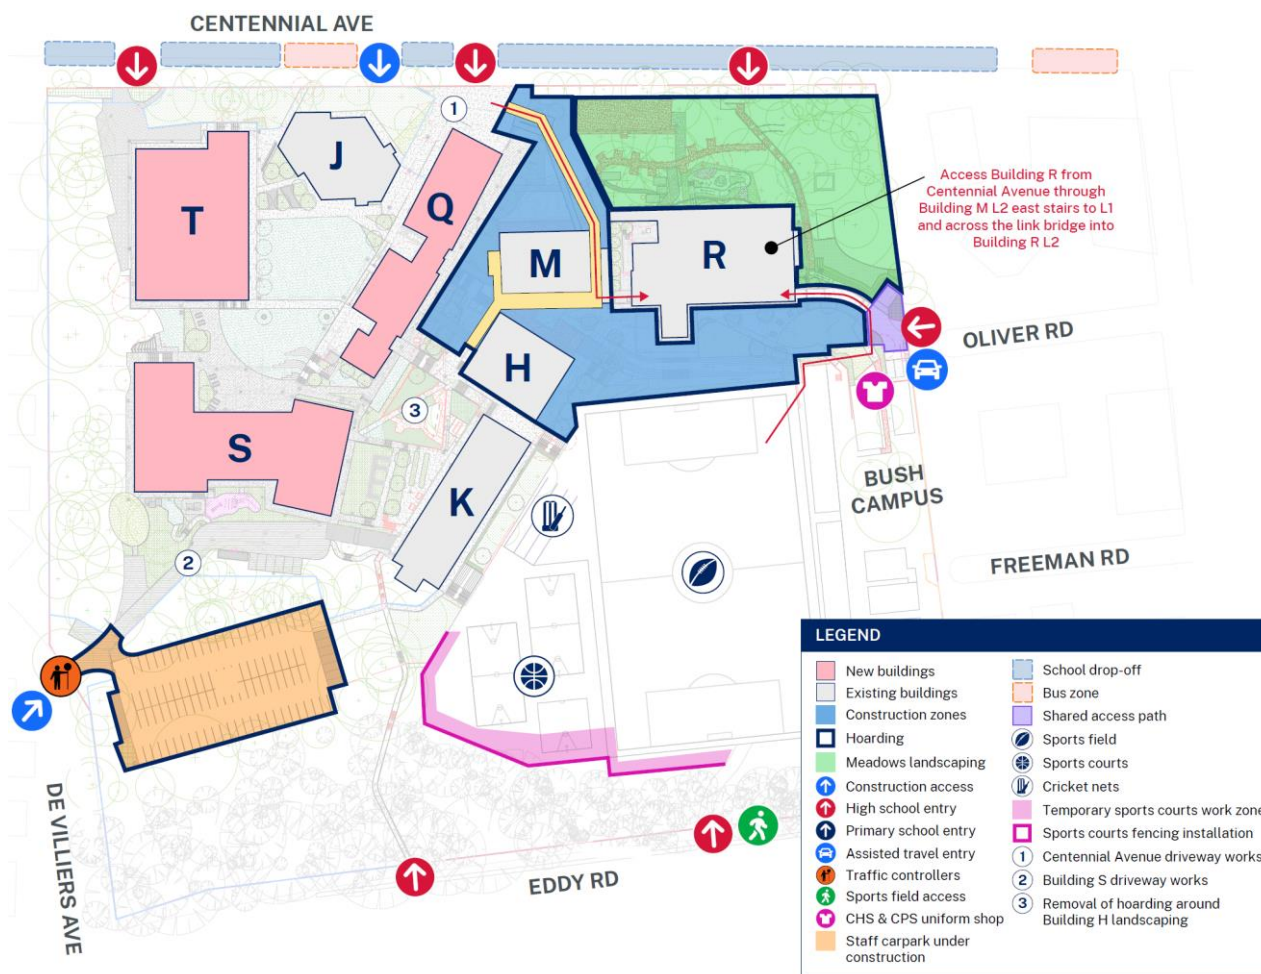 CENTENNIAL AVE
1
J
T
Q
M
R
Access Building R from
Centennial Avenue through
Building M L2 east stairs to L1
and across the link bridge into
Building R L2
OLIVER RD
H
3
S
K
BUSH
CAMPUS
2
FREEMAN RD
DE VILLIERS AVE
EDDY RD
LEGEND
New buildings
Existing buildings
Construction zones
Hoarding
Meadows landscaping
Construction access
High school entry
Primary school entry
Assisted travel entry
Traffic controllers
Sports field access
CHS & CPS uniform shop
Staff carpark under
construction
School drop-off
Bus zone
Shared access path
Sports field
Sports courts
Cricket nets
Temporary sports courts work zone
Sports courts fencing installation
1 Centennial Avenue driveway works
2 Building S driveway works
3 Removal of hoarding around
Building H landscaping